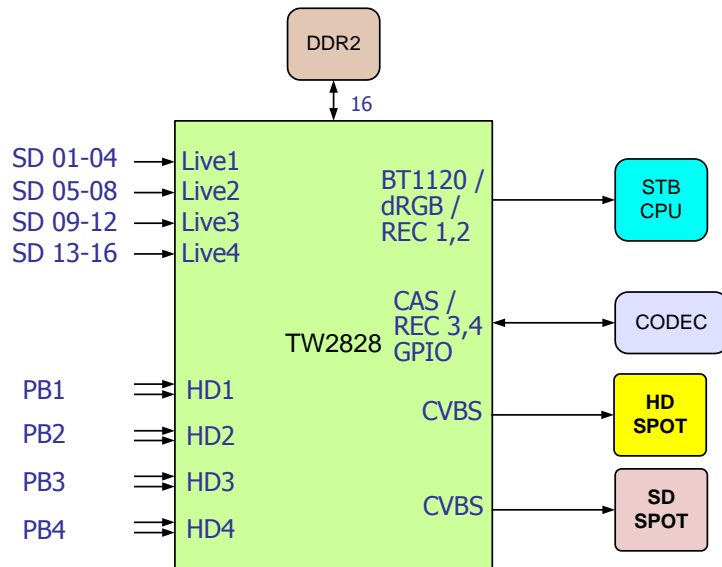 DDR2
16
SD 01-04
Live1
SD 05-08
Live2
SD 09-12
Live3
SD 13-16
Live4
BT1120 /
dRGB /
REC 1,2
STB
CPU
CAS /
REC 3,4
GPIO
CODEC
TW2828
PB1
HD1
CVBS
HD
SPOT
PB2
HD2
PB3
HD3
CVBS
SD
SPOT
PB4
HD4